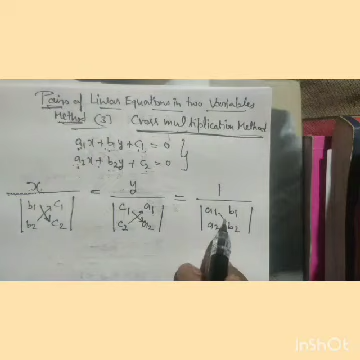 Pairs of Linear Equations in two Variables
Method (3) Cross multiplication Method
a₁x + b₁y + c₁ = 0
a₂x + b₂y + c₂ = 0
x = y = 1
b₁ c₁ c₁ a₁ a₁ b₁
b₂ c₂ c₂ a₂ a₂ b₂
KINEMASTER